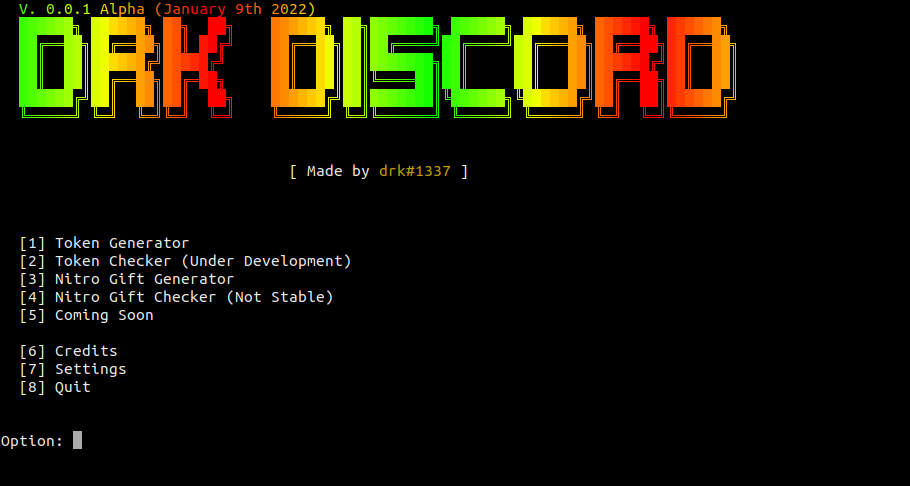 V. 0.0.1 Alpha (January 9th 2022)
DARK DISCORD
[ Made by drk#1337 ]
[1] Token Generator
[2] Token Checker (Under Development)
[3] Nitro Gift Generator
[4] Nitro Gift Checker (Not Stable)
[5] Coming Soon
[6] Credits
[7] Settings
[8] Quit
Option: